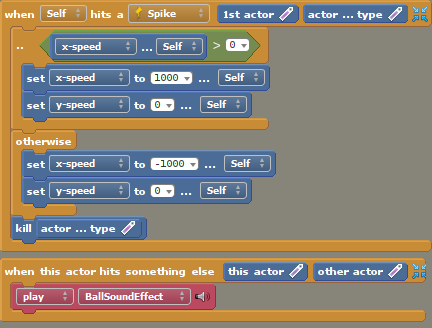 when Self hits a Spike 1st actor actor ... type
.. x-speed ... Self > 0
set x-speed to 1000 ... Self
set y-speed to 0 ... Self
otherwise
set x-speed to -1000 ... Self
set y-speed to 0 ... Self
kill actor ... type
when this actor hits something else this actor other actor
play BallSoundEffect